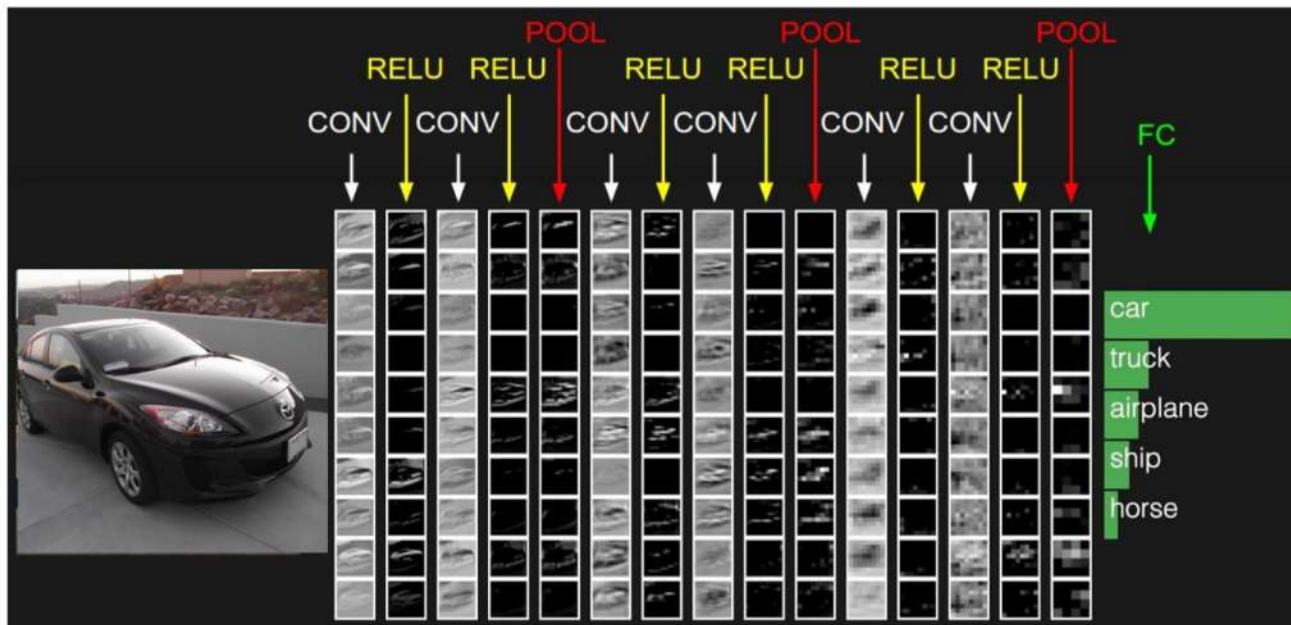 POOL POOL POOL
RELU RELU RELU RELU RELU RELU
CONV CONV CONV CONV CONV CONV FC
car
truck
airplane
ship
horse